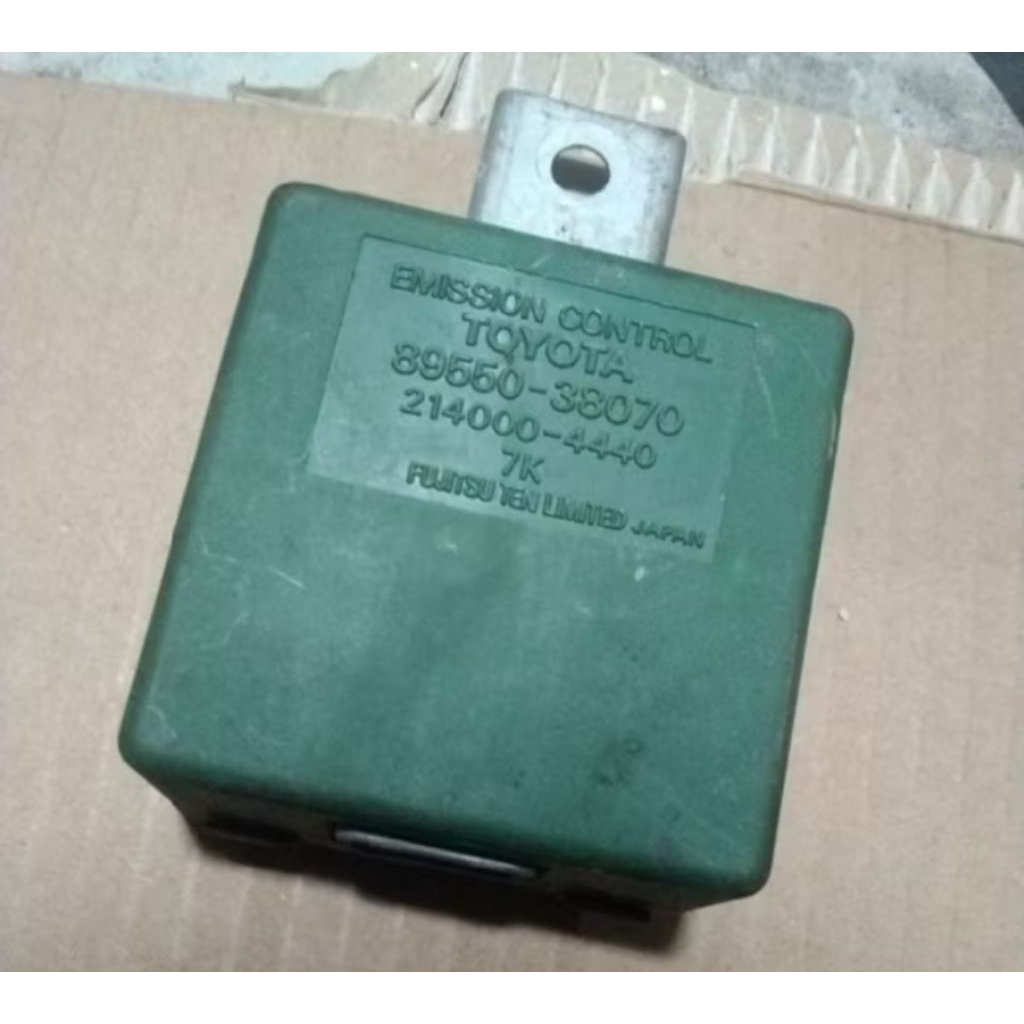 EMISSION CONTROL
TOYOTA
89550-38070
214000-4440
7K
FUJITSU TEN LIMITED JAPAN